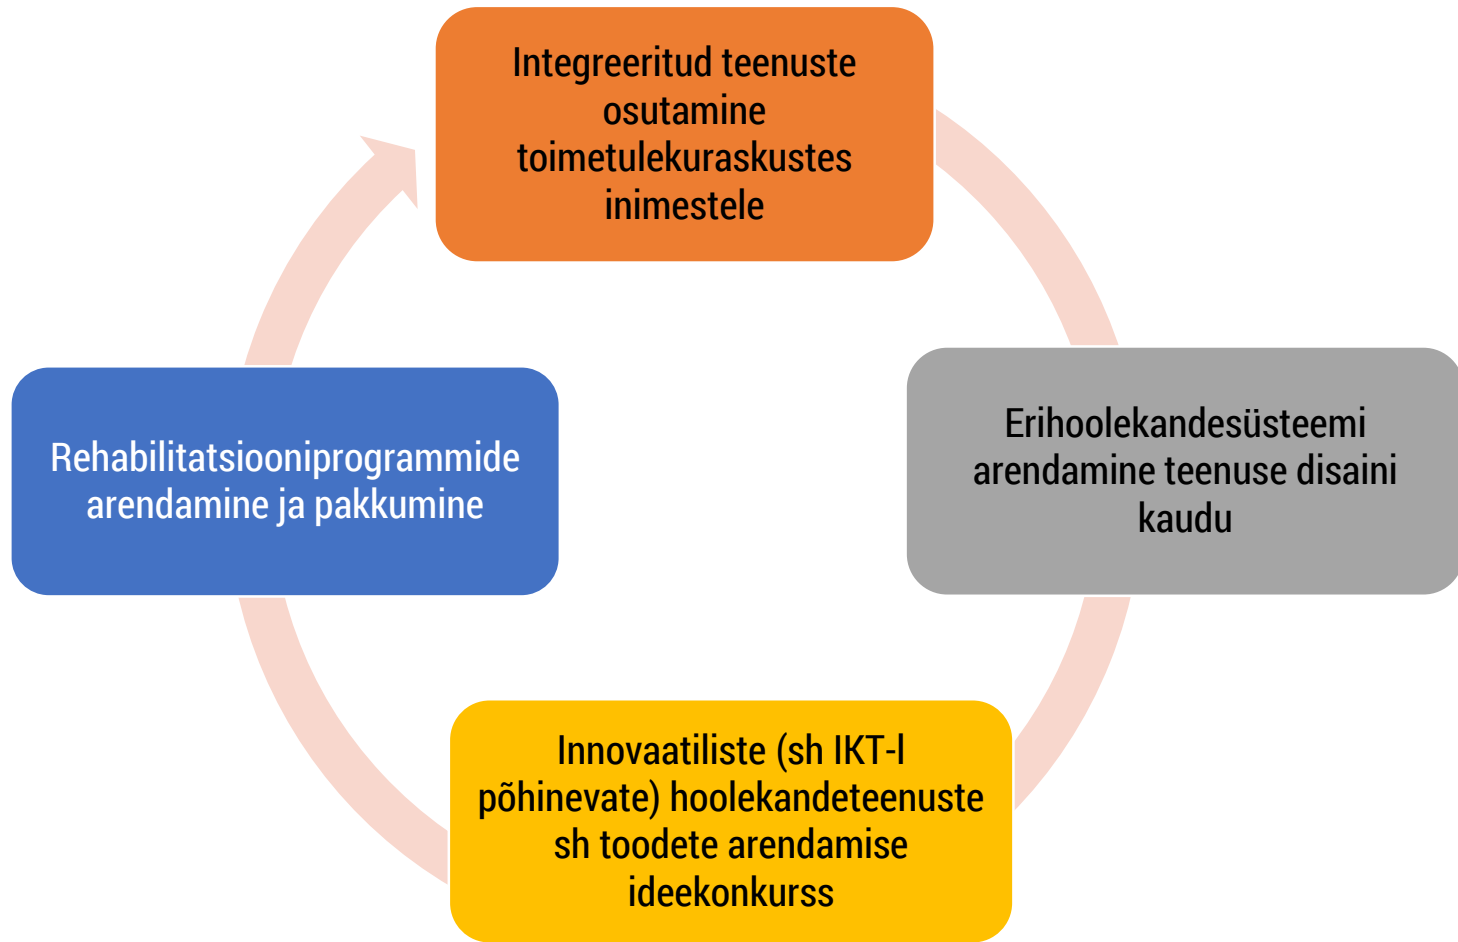 Integreeritud teenuste
osutamine
toimetulekuraskustes
inimestele
Erihoolekandesüsteemi
arendamine teenuse disaini
kaudu
Innovaatiliste (sh IKT-l
põhinevate) hoolekandeteenuste
sh toodete arendamise
ideekonkurss
Rehabilitatsiooniprogrammide
arendamine ja pakkumine